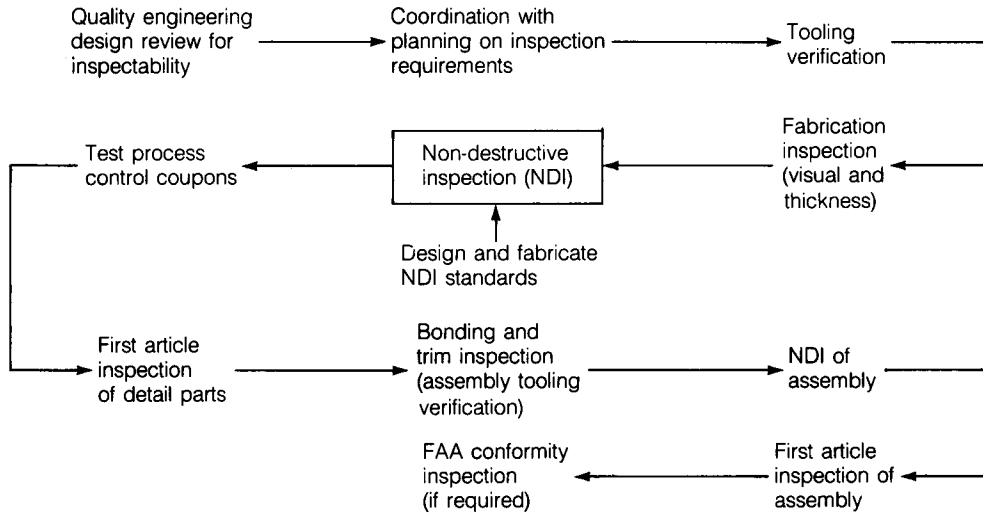 Quality engineering
design review for
inspectability
Coordination with
planning on inspection
requirements
Tooling
verification
Fabrication
inspection
(visual and
thickness)
Non-destructive
inspection (NDI)
Design and fabricate
NDI standards
Test process
control coupons
First article
inspection
of detail parts
Bonding and
trim inspection
(assembly tooling
verification)
NDI of
assembly
First article
inspection of
assembly
FAA conformity
inspection
(if required)